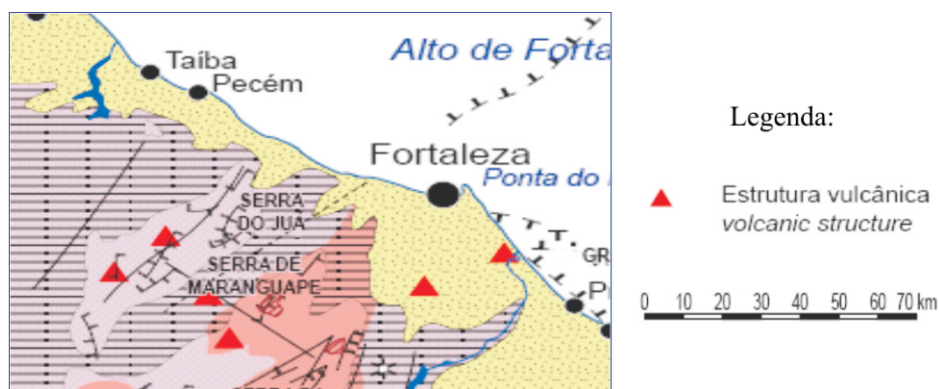 Taíba
Pecém
Alto de Forta
Fortaleza
Ponta do
SERRA
DO JUA
SERRA DE
MARANGUAPE
GR
P
Legenda:
Estrutura vulcânica
volcanic structure
0 10 20 30 40 50 60 70 km